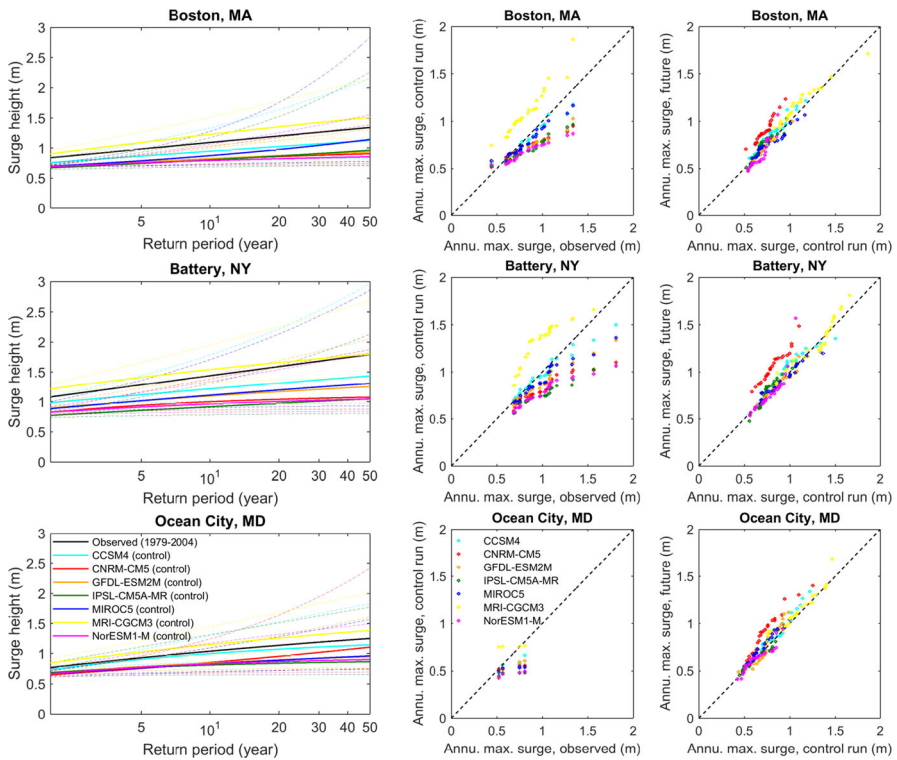 Boston, MA
Surge height (m)
3
2.5
2
1.5
1
0.5
0
5
10¹
20
30
40
50
Return period (year)
Boston, MA
Annu. max. surge, control run (m)
2
1.5
1
0.5
0
0
0.5
1
1.5
2
Annu. max. surge, observed (m)
Boston, MA
Annu. max. surge, future (m)
2
1.5
1
0.5
0
0
0.5
1
1.5
2
Annu. max. surge, control run (m)
Battery, NY
Surge height (m)
3
2.5
2
1.5
1
0.5
0
5
10¹
20
30
40
50
Return period (year)
Battery, NY
Annu. max. surge, control run (m)
2
1.5
1
0.5
0
0
0.5
1
1.5
2
Annu. max. surge, observed (m)
Battery, NY
Annu. max. surge, future (m)
2
1.5
1
0.5
0
0
0.5
1
1.5
2
Annu. max. surge, control run (m)
Ocean City, MD
Surge height (m)
3
2.5
2
1.5
1
0.5
0
Observed (1979-2004)
CCSM4 (control)
CNRM-CM5 (control)
GFDL-ESM2M (control)
IPSL-CM5A-MR (control)
MIROC5 (control)
MRI-CGCM3 (control)
NorESM1-M (control)
5
10¹
20
30
40
50
Return period (year)
Ocean City, MD
Annu. max. surge, control run (m)
2
1.5
1
0.5
0
CCSM4
CNRM-CM5
GFDL-ESM2M
IPSL-CM5A-MR
MIROC5
MRI-CGCM3
NorESM1-M
0
0.5
1
1.5
2
Annu. max. surge, observed (m)
Ocean City, MD
Annu. max. surge, future (m)
2
1.5
1
0.5
0
0
0.5
1
1.5
2
Annu. max. surge, control run (m)